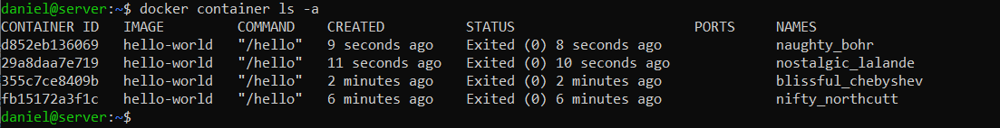 daniel@server:~$ docker container ls -a
CONTAINER ID   IMAGE         COMMAND    CREATED          STATUS                      PORTS     NAMES
d852eb136069   hello-world   "/hello"   9 seconds ago    Exited (0) 8 seconds ago              naughty_bohr
29a8daa7e719   hello-world   "/hello"   11 seconds ago   Exited (0) 10 seconds ago             nostalgic_lalande
355c7ce8409b   hello-world   "/hello"   2 minutes ago    Exited (0) 2 minutes ago              blissful_chebyshev
fb15172a3f1c   hello-world   "/hello"   6 minutes ago    Exited (0) 6 minutes ago              nifty_northcutt
daniel@server:~$